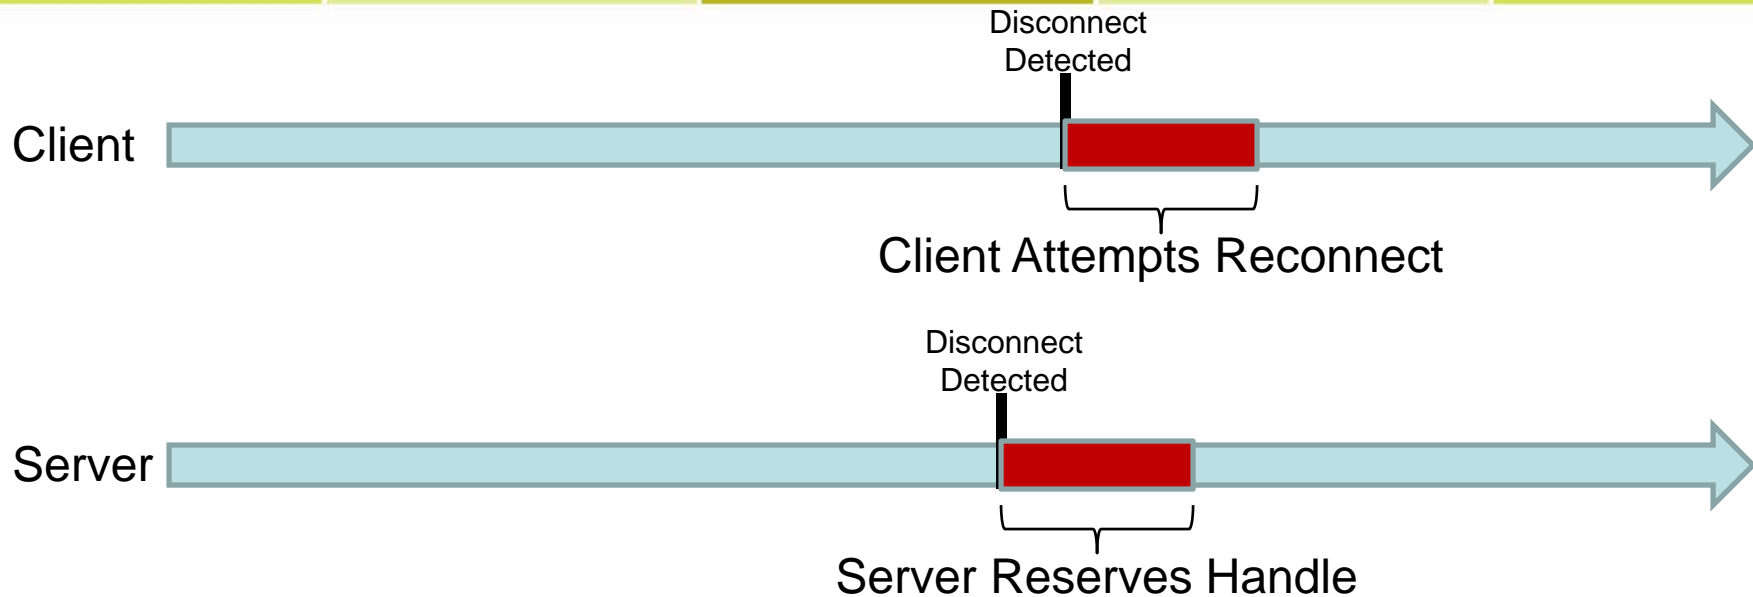 Disconnect
Detected
Client
Client Attempts Reconnect
Disconnect
Detected
Server
Server Reserves Handle